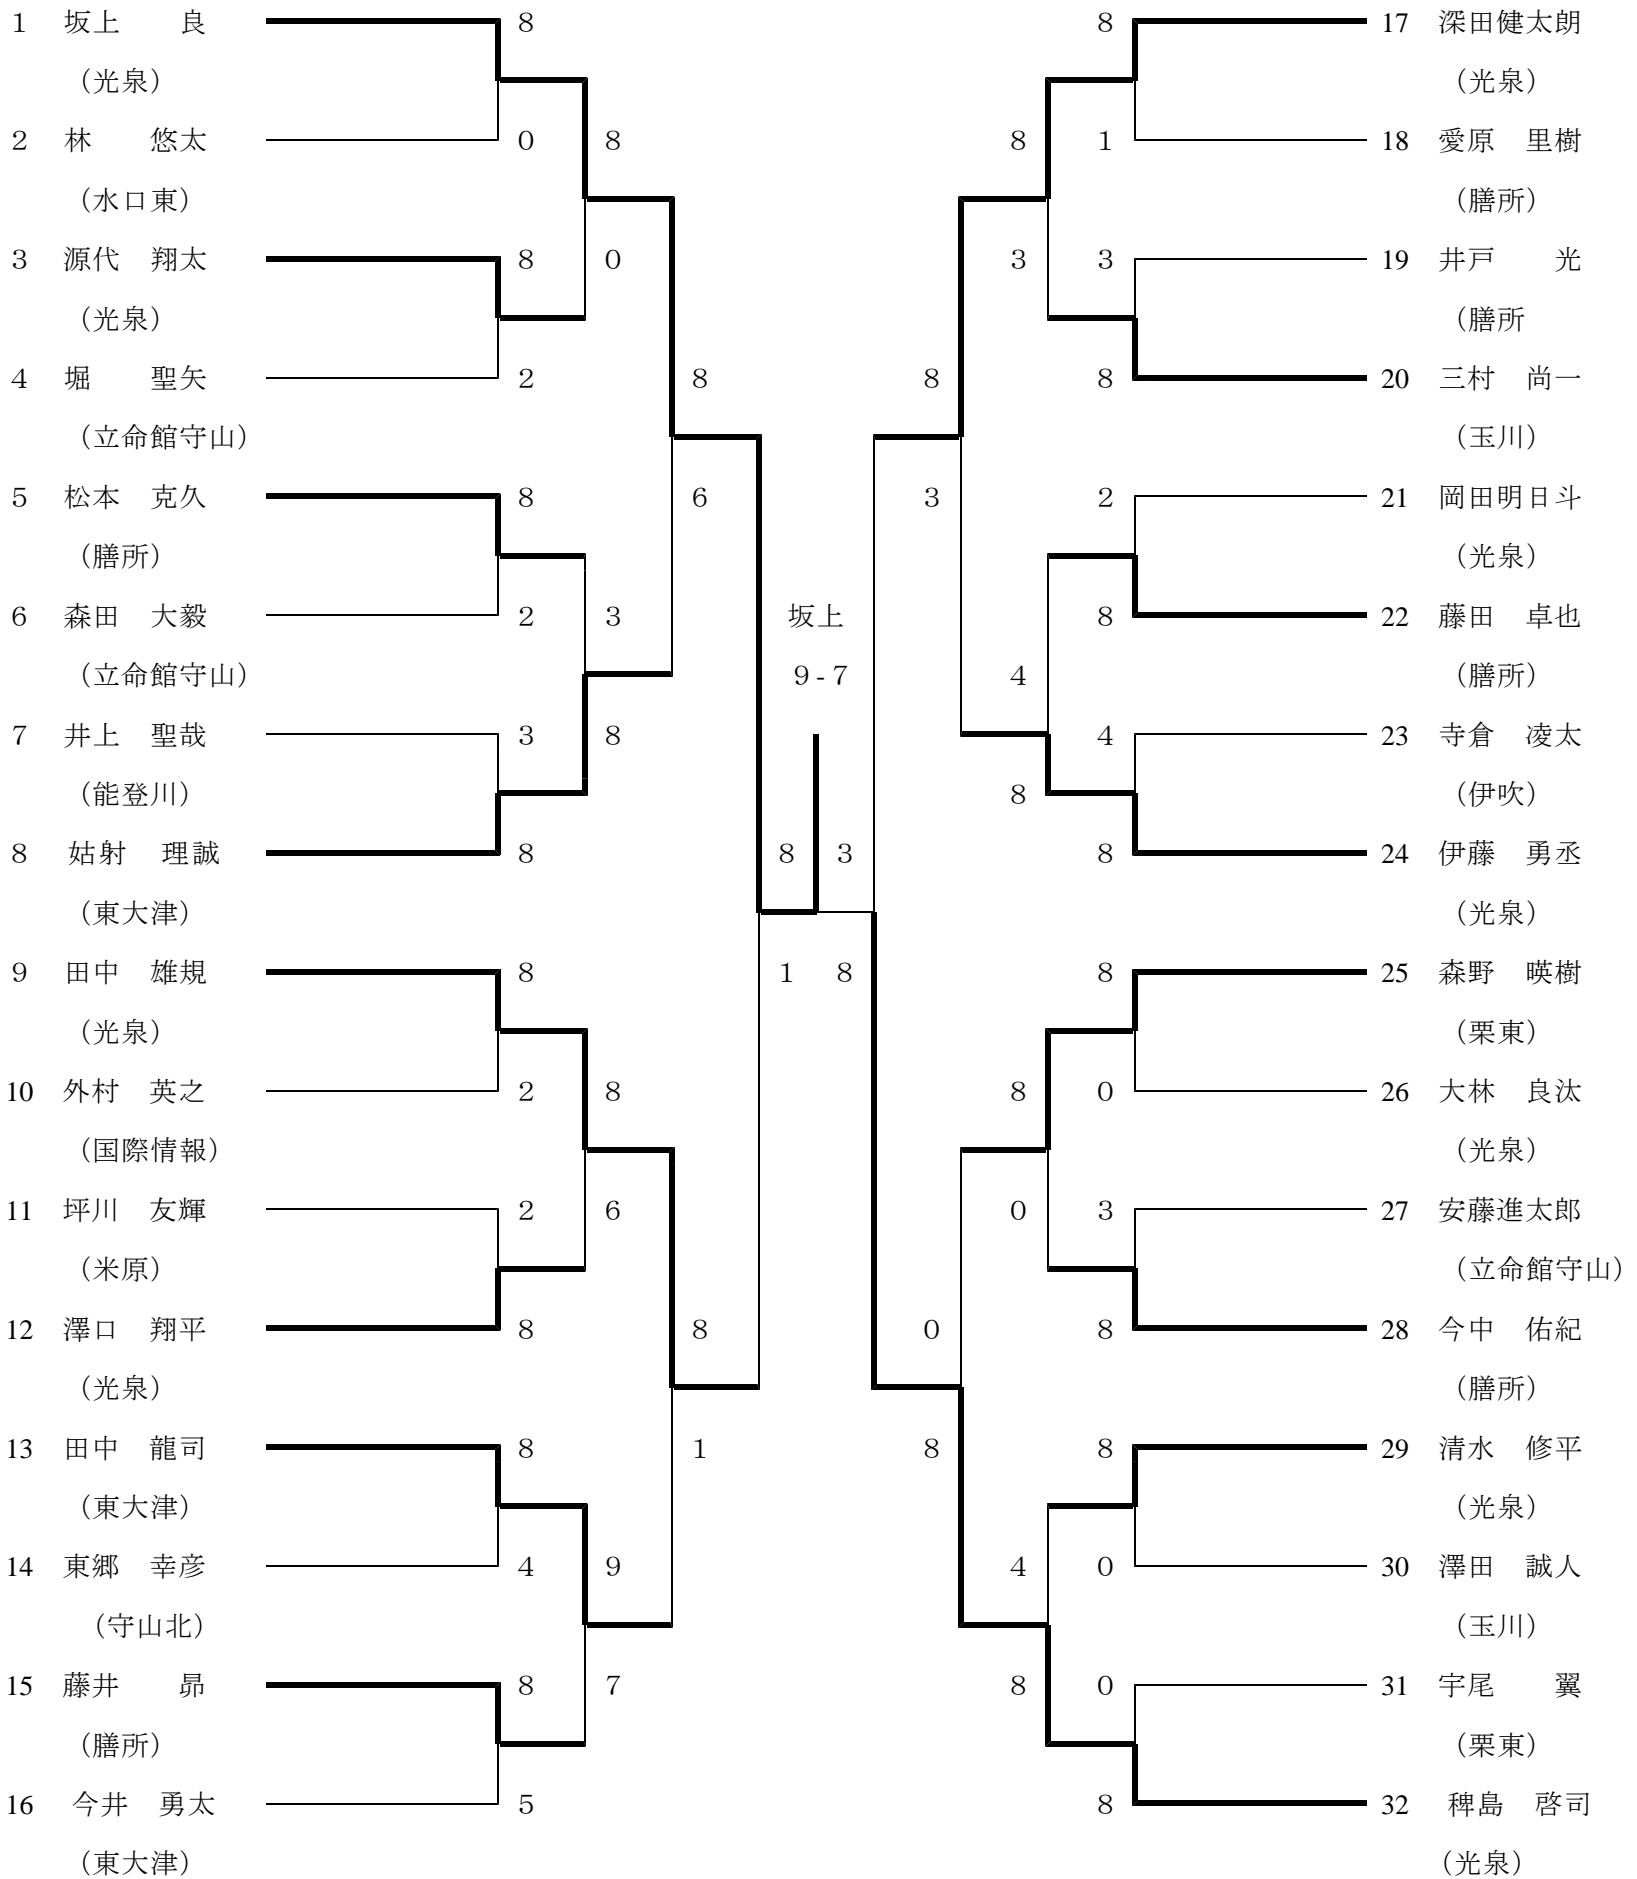 1 坂上　　良 8
（光泉）
2 林　　悠太 0 8
（水口東）
3 源代　翔太 8 0
（光泉）
4 堀　　聖矢 2 8
（立命館守山）
5 松本　克久 8 6
（膳所）
6 森田　大毅 2 3
（立命館守山）
7 井上　聖哉 3 8
（能登川）
8 姑射　理誠 8 8
（東大津）
9 田中　雄規 8 1
（光泉）
10 外村　英之 2 8
（国際情報）
11 坪川　友輝 2 6
（米原）
12 澤口　翔平 8 8
（光泉）
13 田中　龍司 8 1
（東大津）
14 東郷　幸彦 4 9
（守山北）
15 藤井　　昴 8 7
（膳所）
16 今井　勇太 5
（東大津）
坂上
9-7
8 17 深田健太朗
（光泉）
8 1 18 愛原　里樹
（膳所）
3 3 19 井戸　　光
（膳所
8 8 20 三村　尚一
（玉川）
3 2 21 岡田明日斗
（光泉）
8 22 藤田　卓也
4 （膳所）
4 23 寺倉　凌太
8 （伊吹）
3 8 24 伊藤　勇丞
（光泉）
8 8 25 森野　暎樹
（栗東）
8 0 26 大林　良汰
（光泉）
0 3 27 安藤進太郎
（立命館守山）
0 8 28 今中　佑紀
（膳所）
8 8 29 清水　修平
（光泉）
4 0 30 澤田　誠人
（玉川）
8 0 31 宇尾　　翼
（栗東）
8 32 稗島　啓司
（光泉）